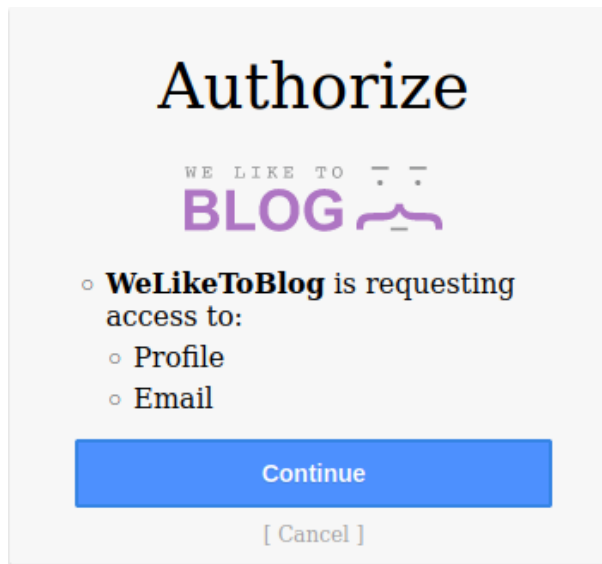 Authorize
WE LIKE TO
BLOG
WeLikeToBlog is requesting
access to:
Profile
Email
Continue
[ Cancel ]